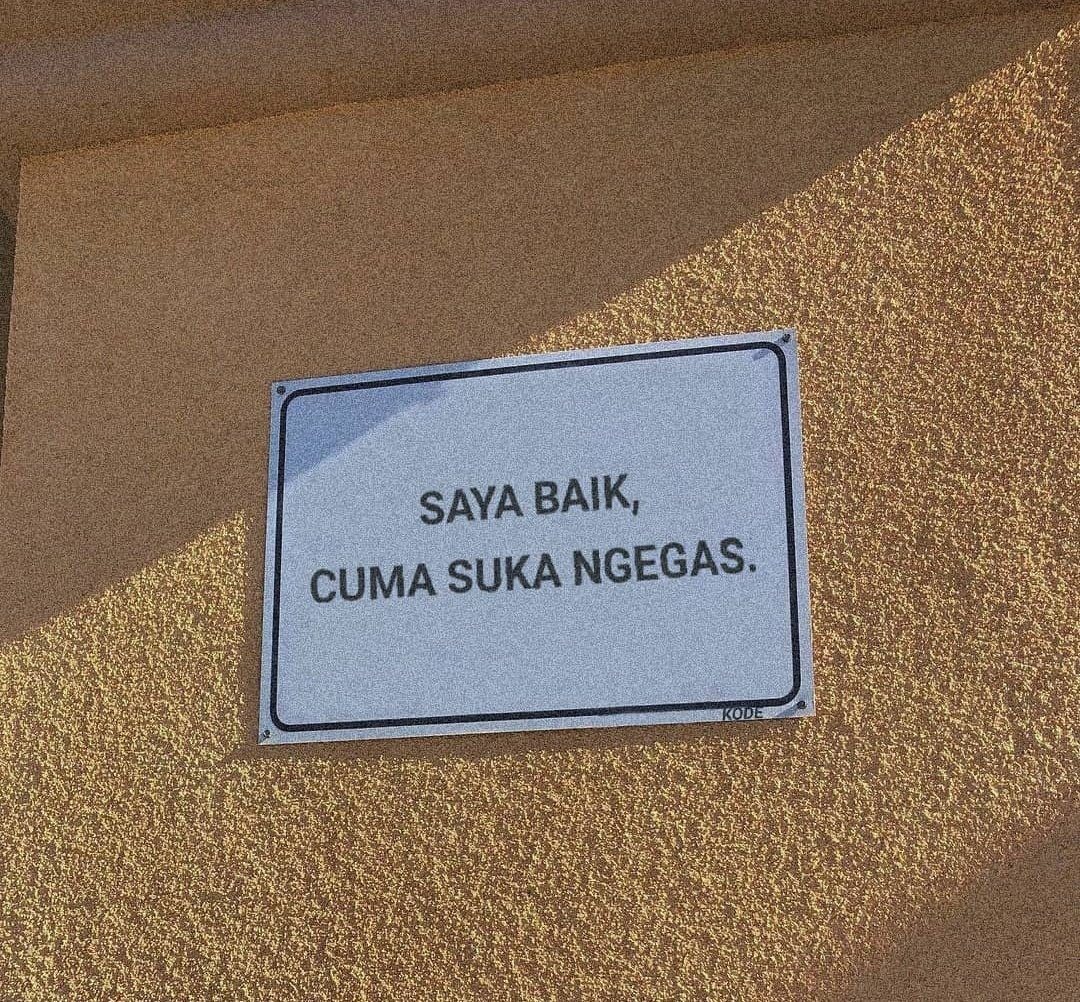 SAYA BAIK,
CUMA SUKA NGEGAS.
KODE